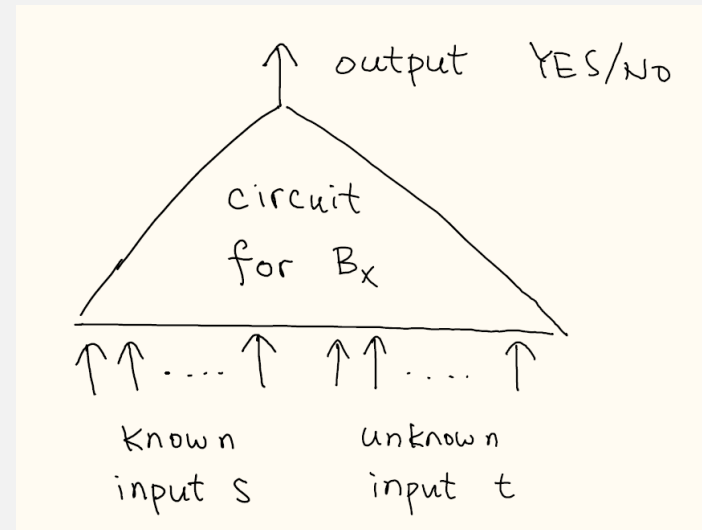 output YES/NO
circuit
for Bx
.... ....
known unknown
input s input t